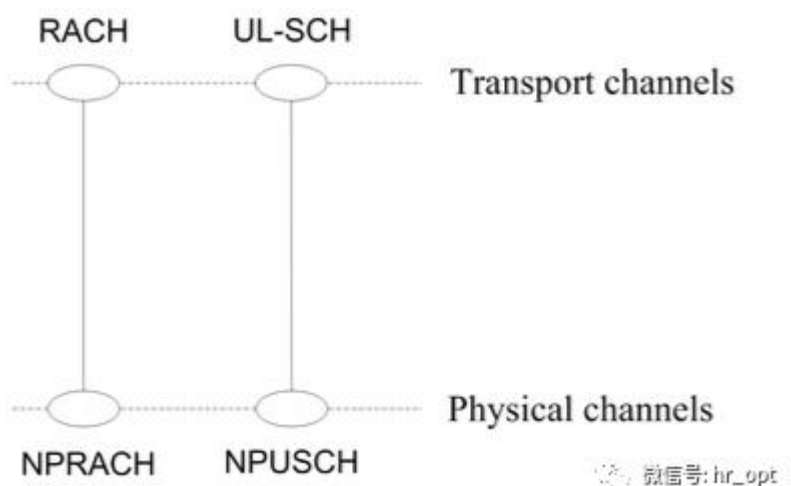 RACH UL-SCH
Transport channels
Physical channels
NPRACH NPUSCH
微信号: hr_opt